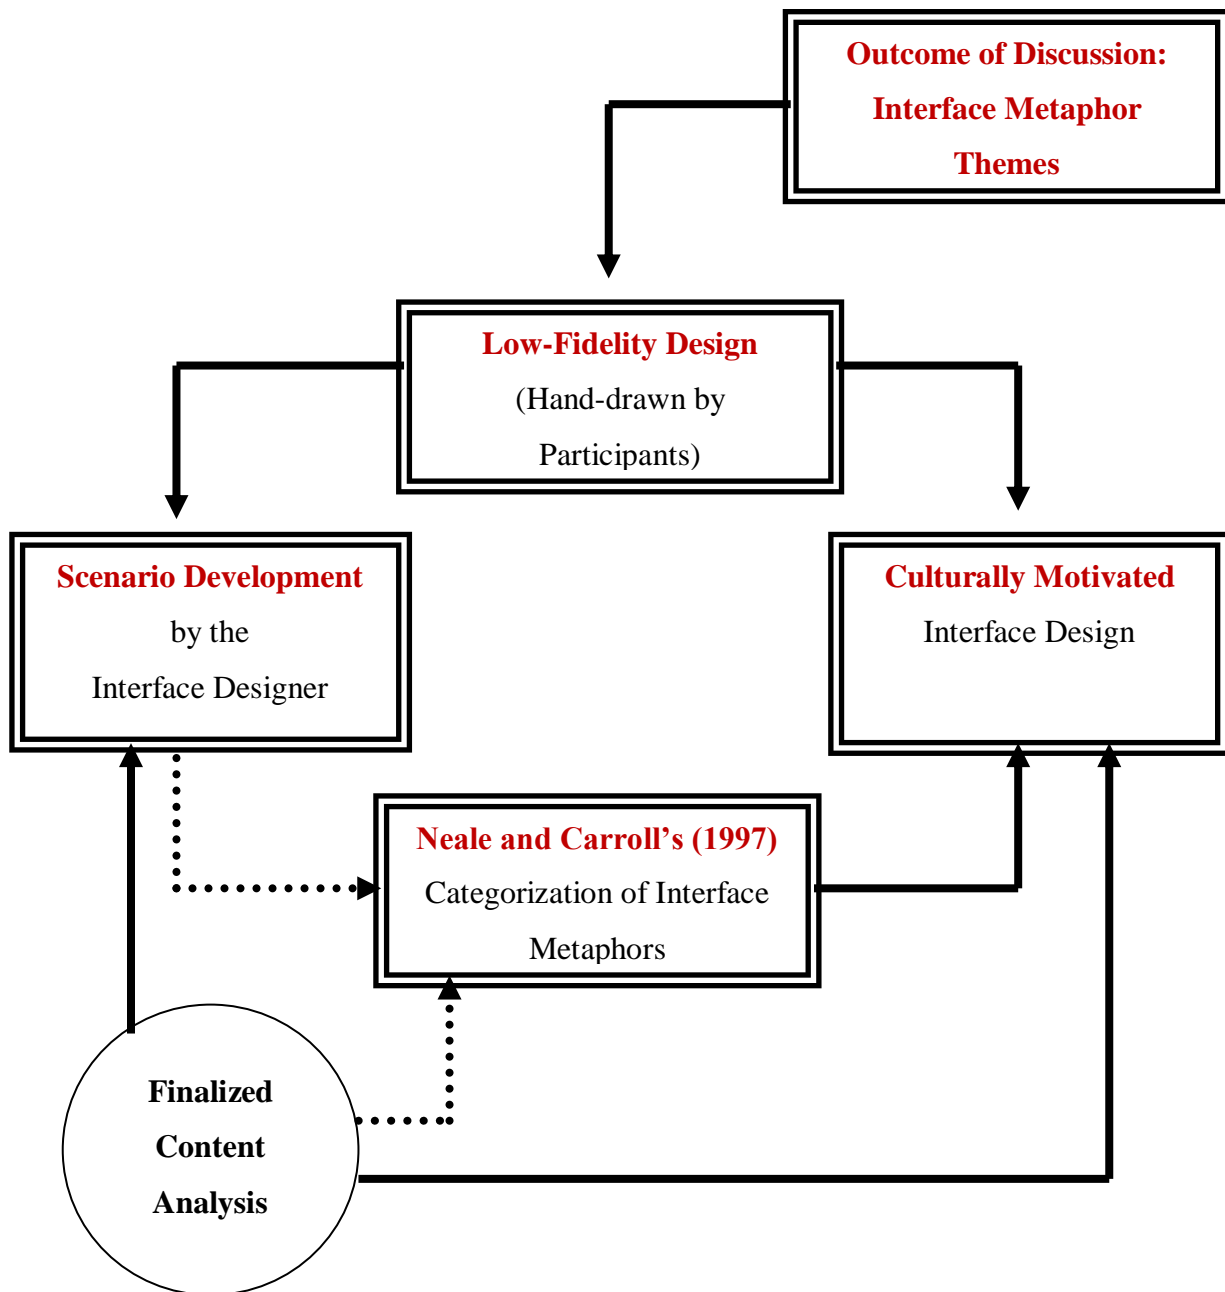 Outcome of Discussion:
Interface Metaphor
Themes
Low-Fidelity Design
(Hand-drawn by
Participants)
Scenario Development
by the
Interface Designer
Culturally Motivated
Interface Design
Neale and Carroll’s (1997)
Categorization of Interface
Metaphors
Finalized
Content
Analysis